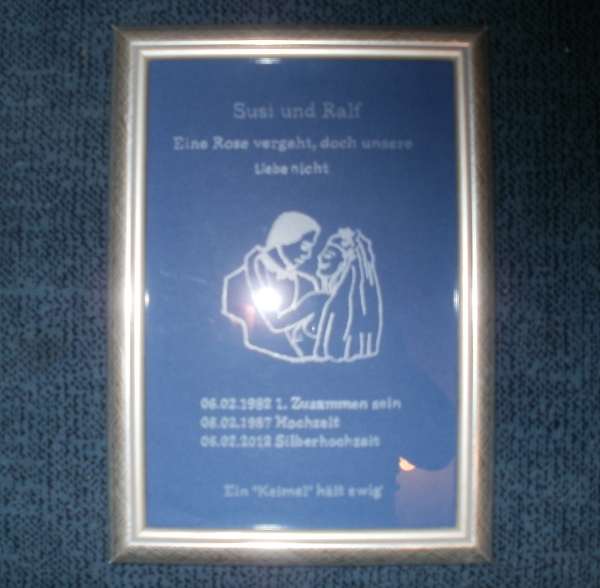 Susi und Ralf
Eine Rose vergeht, doch unsere
Liebe nicht
06.02.1982 1. Zusammen sein
06.02.1987 Hochzeit
06.02.2012 Silberhochzeit
Ein "Keimel" hält ewig